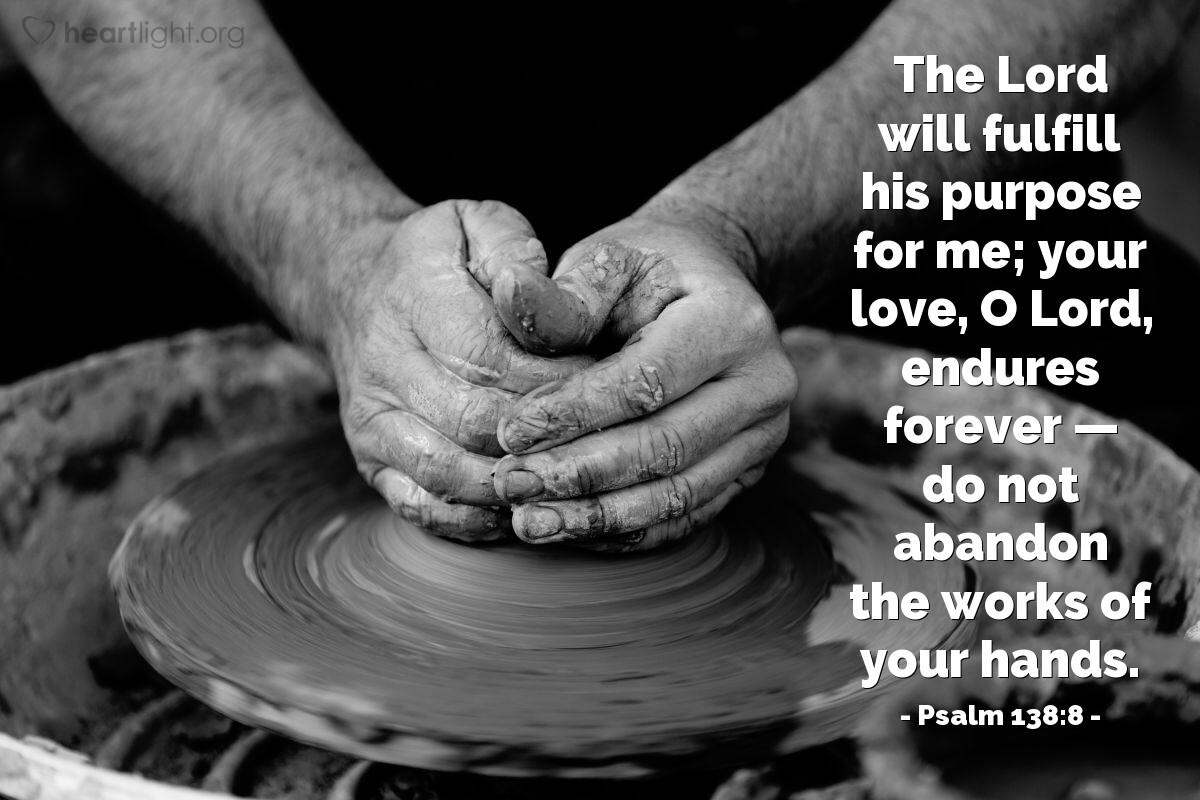 heartlight.org
The Lord
will fulfill
his purpose
for me; your
love, O Lord,
endures
forever —
do not
abandon
the works of
your hands.
- Psalm 138:8 -